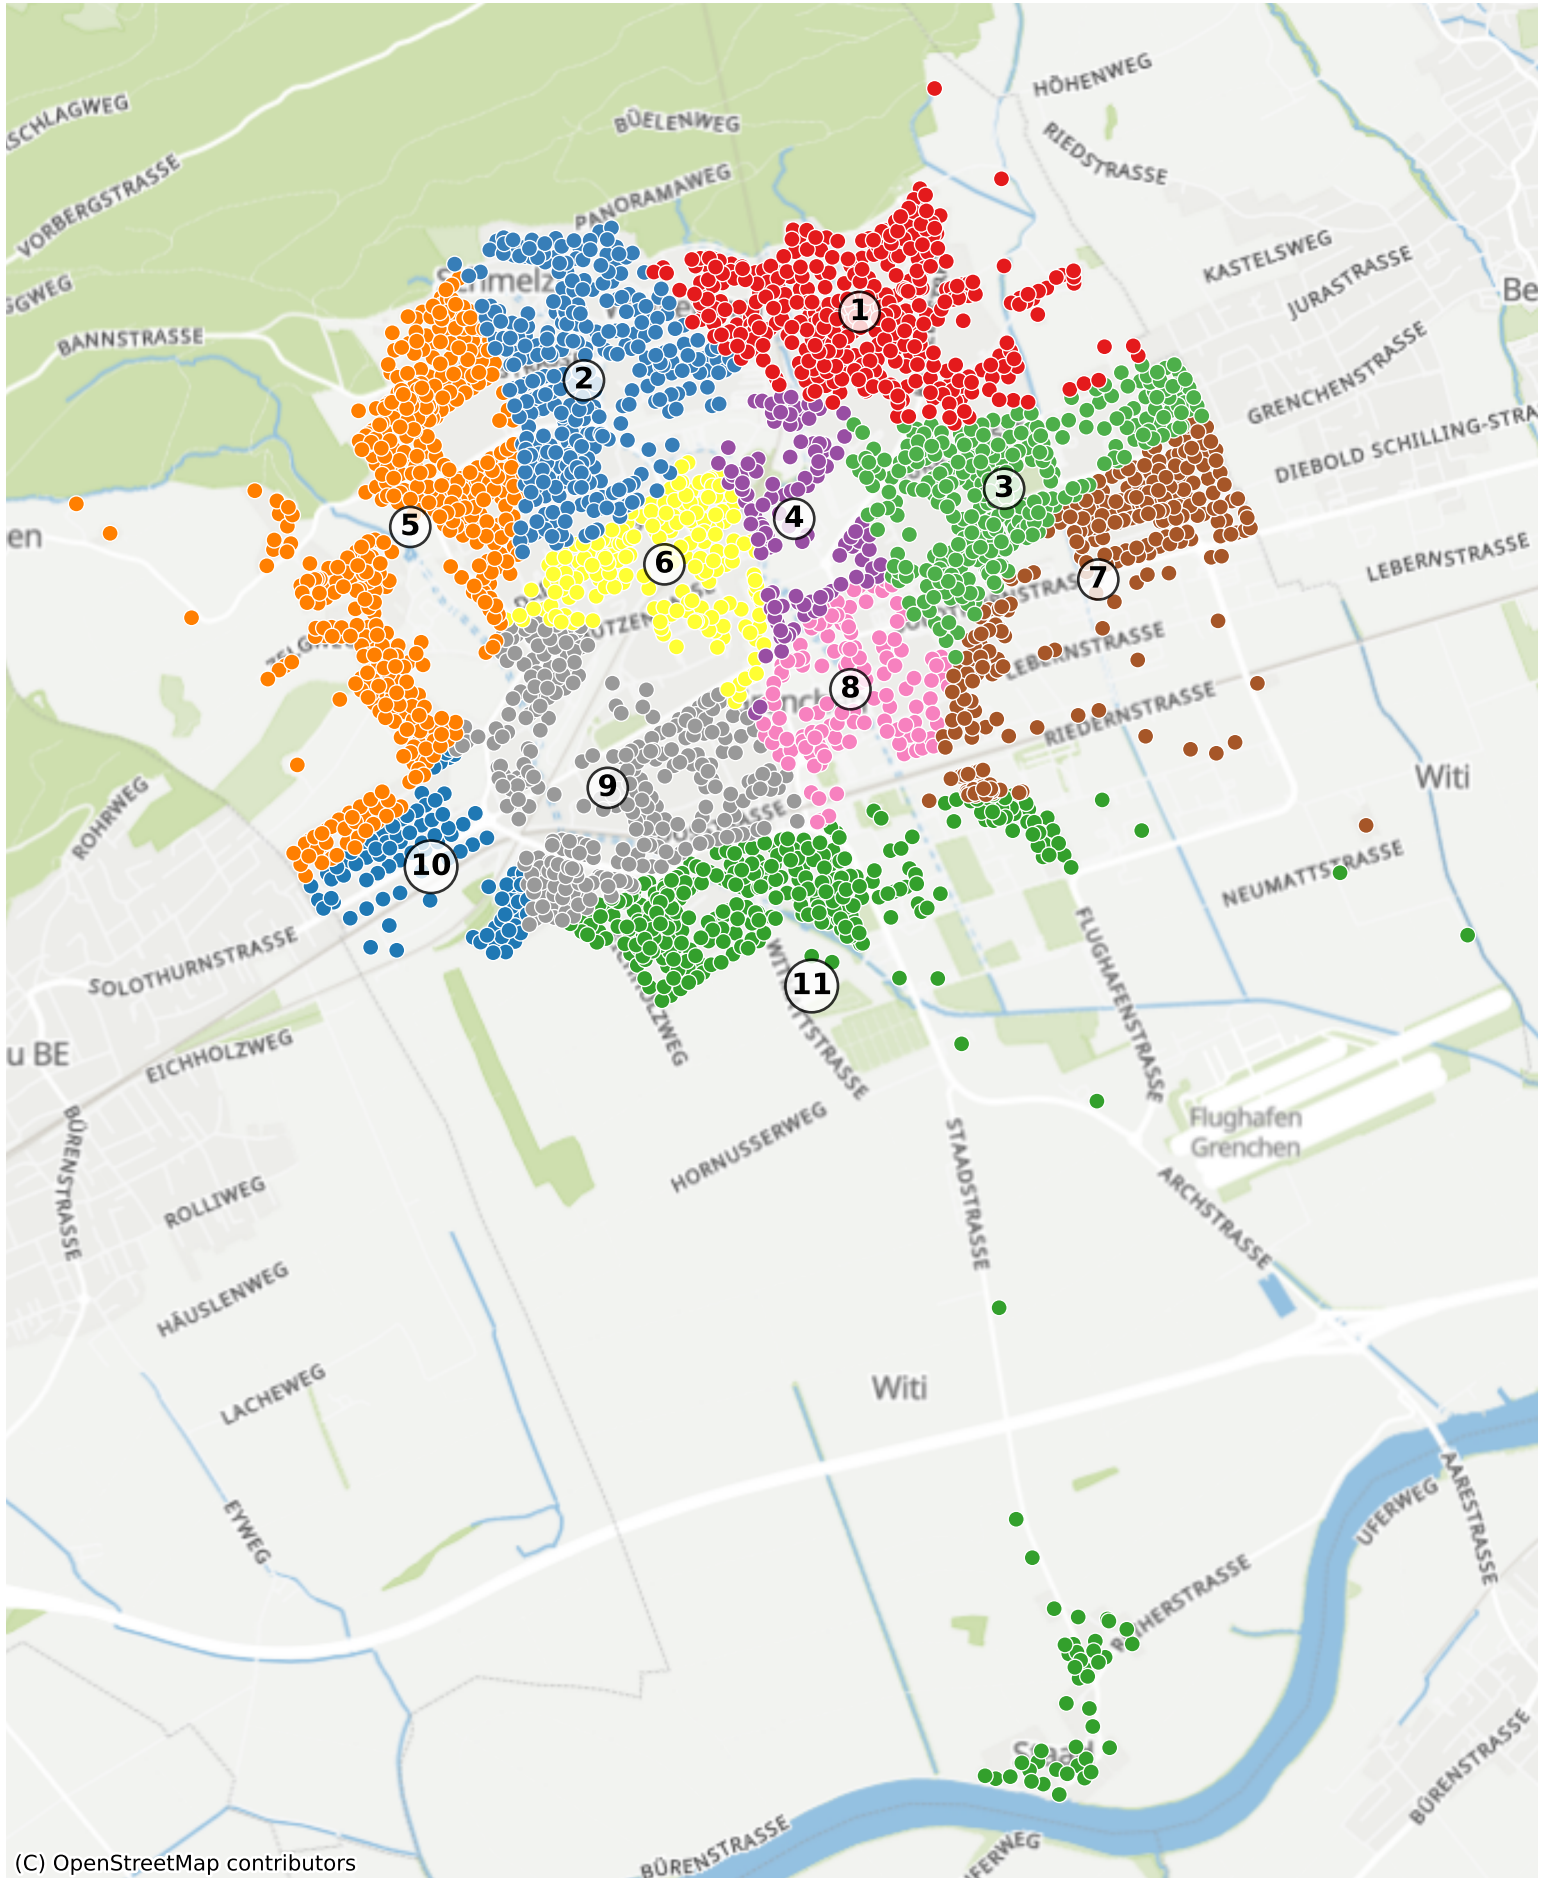 HÖHENWEG
SCHLAGWEG
BÜELENWEG
RIEDSTRASSE
VORBERGSTRASSE
PANORAMAWEG
KASTELSWEG
JURASTRASSE
GGWEG
Be
1
BANNSTRASSE
GRENCHENSTRASSE
2
DIEBOLD SCHILLING-STRA
3
4
5
en
LEBERNSTRASSE
6
7
LEBERNSTRASSE
8
RIEDERNSTRASSE
9
Witi
ROHRWEG
10
NEUMATTSTRASSE
SOLOTHURNSTRASSE
FLUGHAFENSTRASSE
11
u BE
EICHHOLZWEG
Flughafen
Grenchen
HORNUSSERWEG
BÜRENSTRASSE
STAADSTRASSE
ROLLIWEG
ARCHSTRASSE
HÄUSLENWEG
LACHEWEG
Witi
AARESTRASSE
UFERWEG
EYWEG
Staad
BÜRENSTRASSE
BÜRENSTRASSE
(C) OpenStreetMap contributors